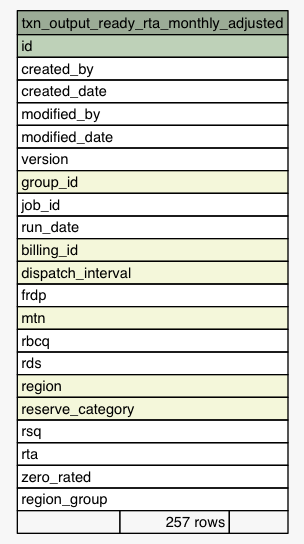 txn_output_ready_rta_monthly_adjusted
id
created_by
created_date
modified_by
modified_date
version
group_id
job_id
run_date
billing_id
dispatch_interval
frdp
mtn
rbcq
rds
region
reserve_category
rsq
rta
zero_rated
region_group
257 rows